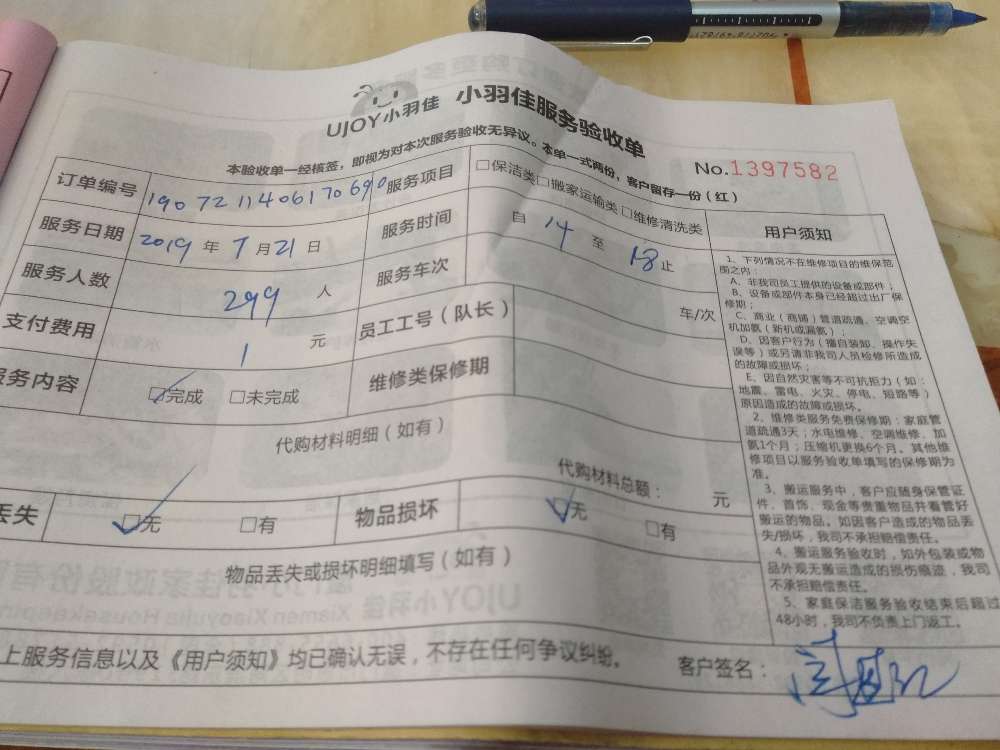 UJOY小羽佳 小羽佳服务验收单
本验收单一经核签，即视为对本次服务验收无异议。本单一式两份，客户留存一份（红）
No.1397582
订单编号 190721140617069 0 服务项目 □保洁类□搬家运输类□维修清洗类
服务日期 2019年7月21日 服务时间 自14至18止
服务人数 299人 服务车次 车/次
支付费用 1元 员工工号（队长）
服务内容 □完成 □未完成 维修类保修期
代购材料明细（如有）
代购材料总额： 元
丢失 □无 □有 物品损坏 □无 □有
物品丢失或损坏明细填写（如有）
上服务信息以及《用户须知》均已确认无误，不存在任何争议纠纷。 客户签名：
用户须知
1、下列情况不在维修项目的维保范
围之内：
A、非我司员工提供的设备或部件；
B、设备或部件本身已经超过出厂保
修期；
C、商业（商铺）管道疏通、空调空
机加氨（新机或漏氨）；
D、因客户行为（擅自装卸、操作失
误等）或另请非我司人员检修所造成
的故障或损坏；
E、因自然灾害等不可抗拒力（如：
地震、雷电、火灾、停电、短路等）
原因造成的故障或损坏。
2、维修类服务免费保修期：家庭管
道疏通3天；水电维修、空调维修、加
氨1个月；压缩机更换6个月。其他维
修项目以服务验收单填写的保修期为
准。
3、搬运服务中，客户应随身保管证
件、首饰、现金等贵重物品并看管好
搬运的物品。如因客户造成的物品丢
失/损坏，我司不承担赔偿责任。
4、搬运服务验收时，如外包装或物
品外观无搬运造成的损伤痕迹，我司
不承担赔偿责任。
5、家庭保洁服务验收结束后超过
48小时，我司不负责上门返工。